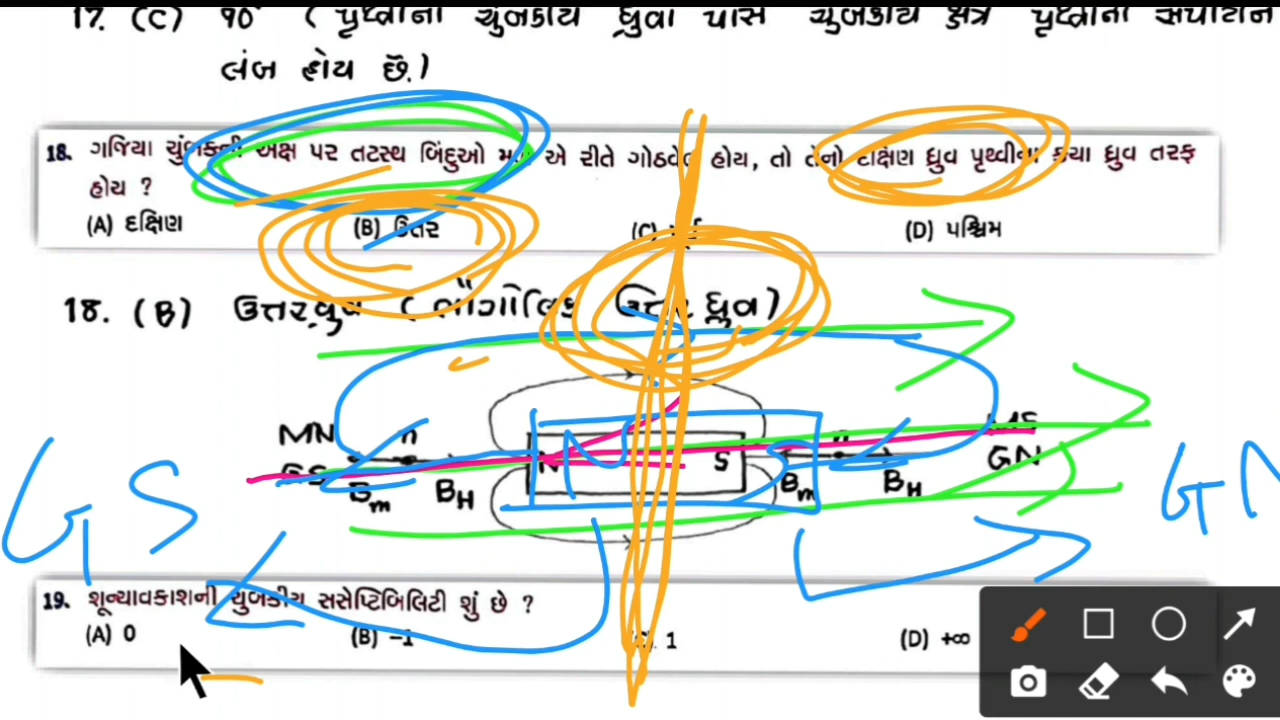 17. (C) ૧૦° (પૃથ્વીના ચુંબકીય ધ્રુવો પાસે ચુંબકીય ક્ષેત્ર પૃથ્વીની સપાટીને
લંબ હોય છે.)
18. ગજિયા ચુંબકની અક્ષ પર તટસ્થ બિંદુઓ મળે એ રીતે ગોઠવેલ હોય, તો તેનો દક્ષિણ ધ્રુવ પૃથ્વીના કયા ધ્રુવ તરફ
હોય ?
(A) દક્ષિણ (B) ઉત્તર (C) (D) પશ્ચિમ
18. (B) ઉત્તરધ્રુવ (ભૌગોલિક ઉત્તર ધ્રુવ)
MN n n MS
GS N N S S GN
Bm BH Bm BH
GS GN
19. શૂન્યાવકાશની ચુંબકીય સસેપ્ટિબિલિટી શું છે ?
(A) 0 (B) -1 (C) 1 (D) +∞